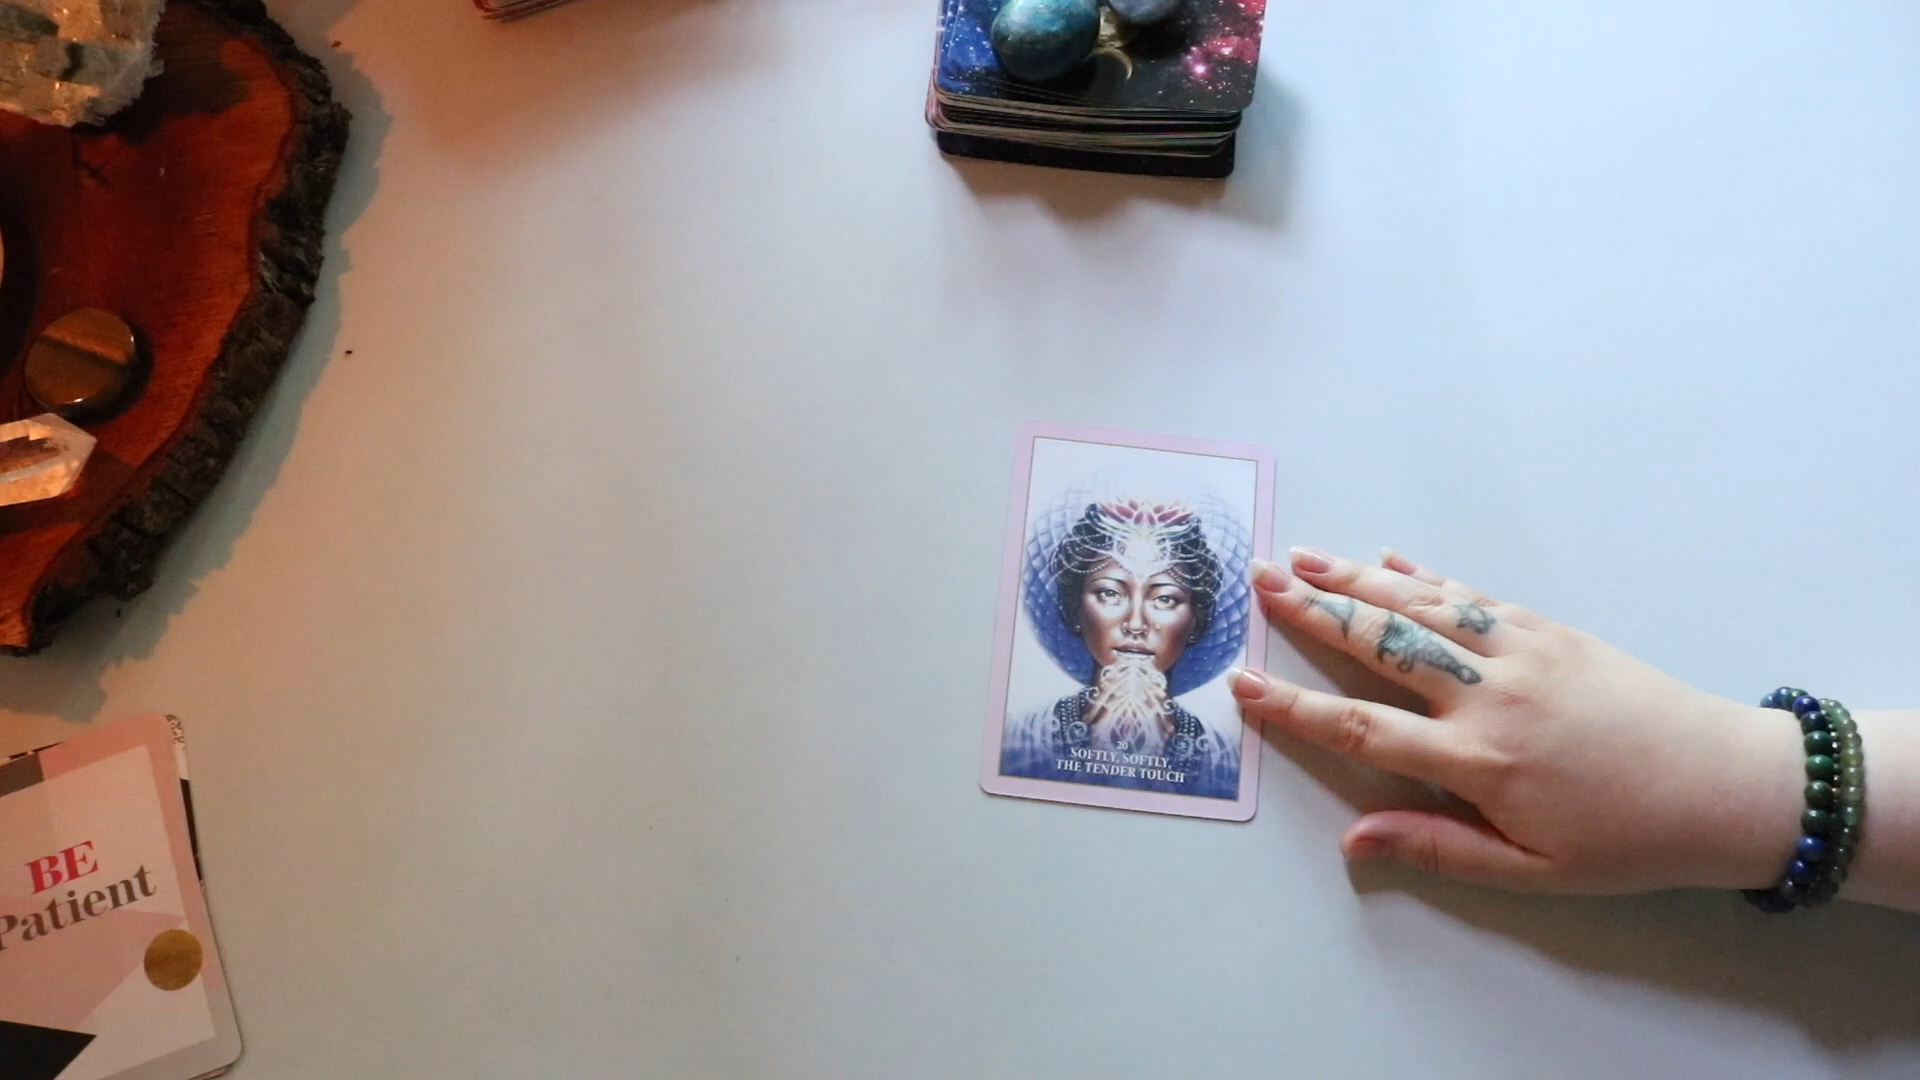 20
SOFTLY, SOFTLY,
THE TENDER TOUCH
BE
Patient